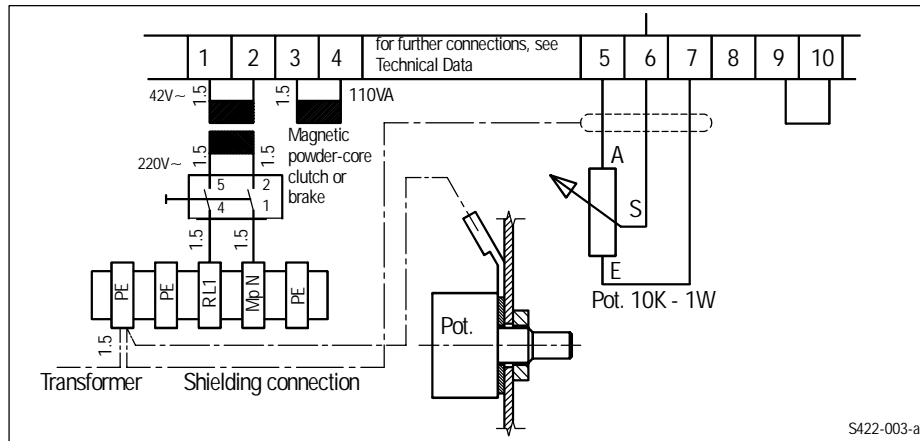 for further connections, see
Technical Data
1 2 3 4 5 6 7 8 9 10
42V~ 1.5 1.5 110VA
Magnetic
powder-core
clutch or
brake
220V~ 1.5 1.5
5 2
4 1
1.5 1.5
A
S
E
Pot. 10K - 1W
PE PE RL1 Mp N PE
Pot.
1.5
Transformer Shielding connection
S422-003-a